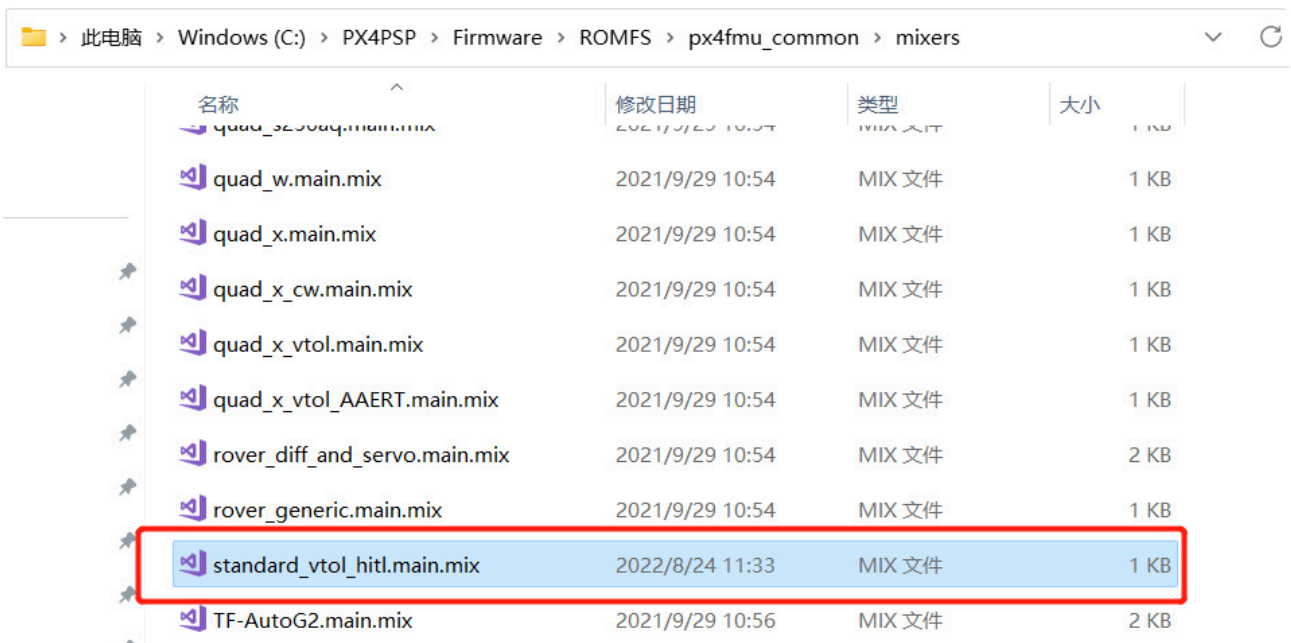 此电脑 > Windows (C:) > PX4PSP > Firmware > ROMFS > px4fmu_common > mixers
名称 修改日期 类型 大小
quad_w.main.mix 2021/9/29 10:54 MIX 文件 1 KB
quad_x.main.mix 2021/9/29 10:54 MIX 文件 1 KB
quad_x_cw.main.mix 2021/9/29 10:54 MIX 文件 1 KB
quad_x_vtol.main.mix 2021/9/29 10:54 MIX 文件 1 KB
quad_x_vtol_AAERT.main.mix 2021/9/29 10:54 MIX 文件 1 KB
rover_diff_and_servo.main.mix 2021/9/29 10:54 MIX 文件 2 KB
rover_generic.main.mix 2021/9/29 10:54 MIX 文件 1 KB
standard_vtol_hitl.main.mix 2022/8/24 11:33 MIX 文件 1 KB
TF-AutoG2.main.mix 2021/9/29 10:56 MIX 文件 2 KB